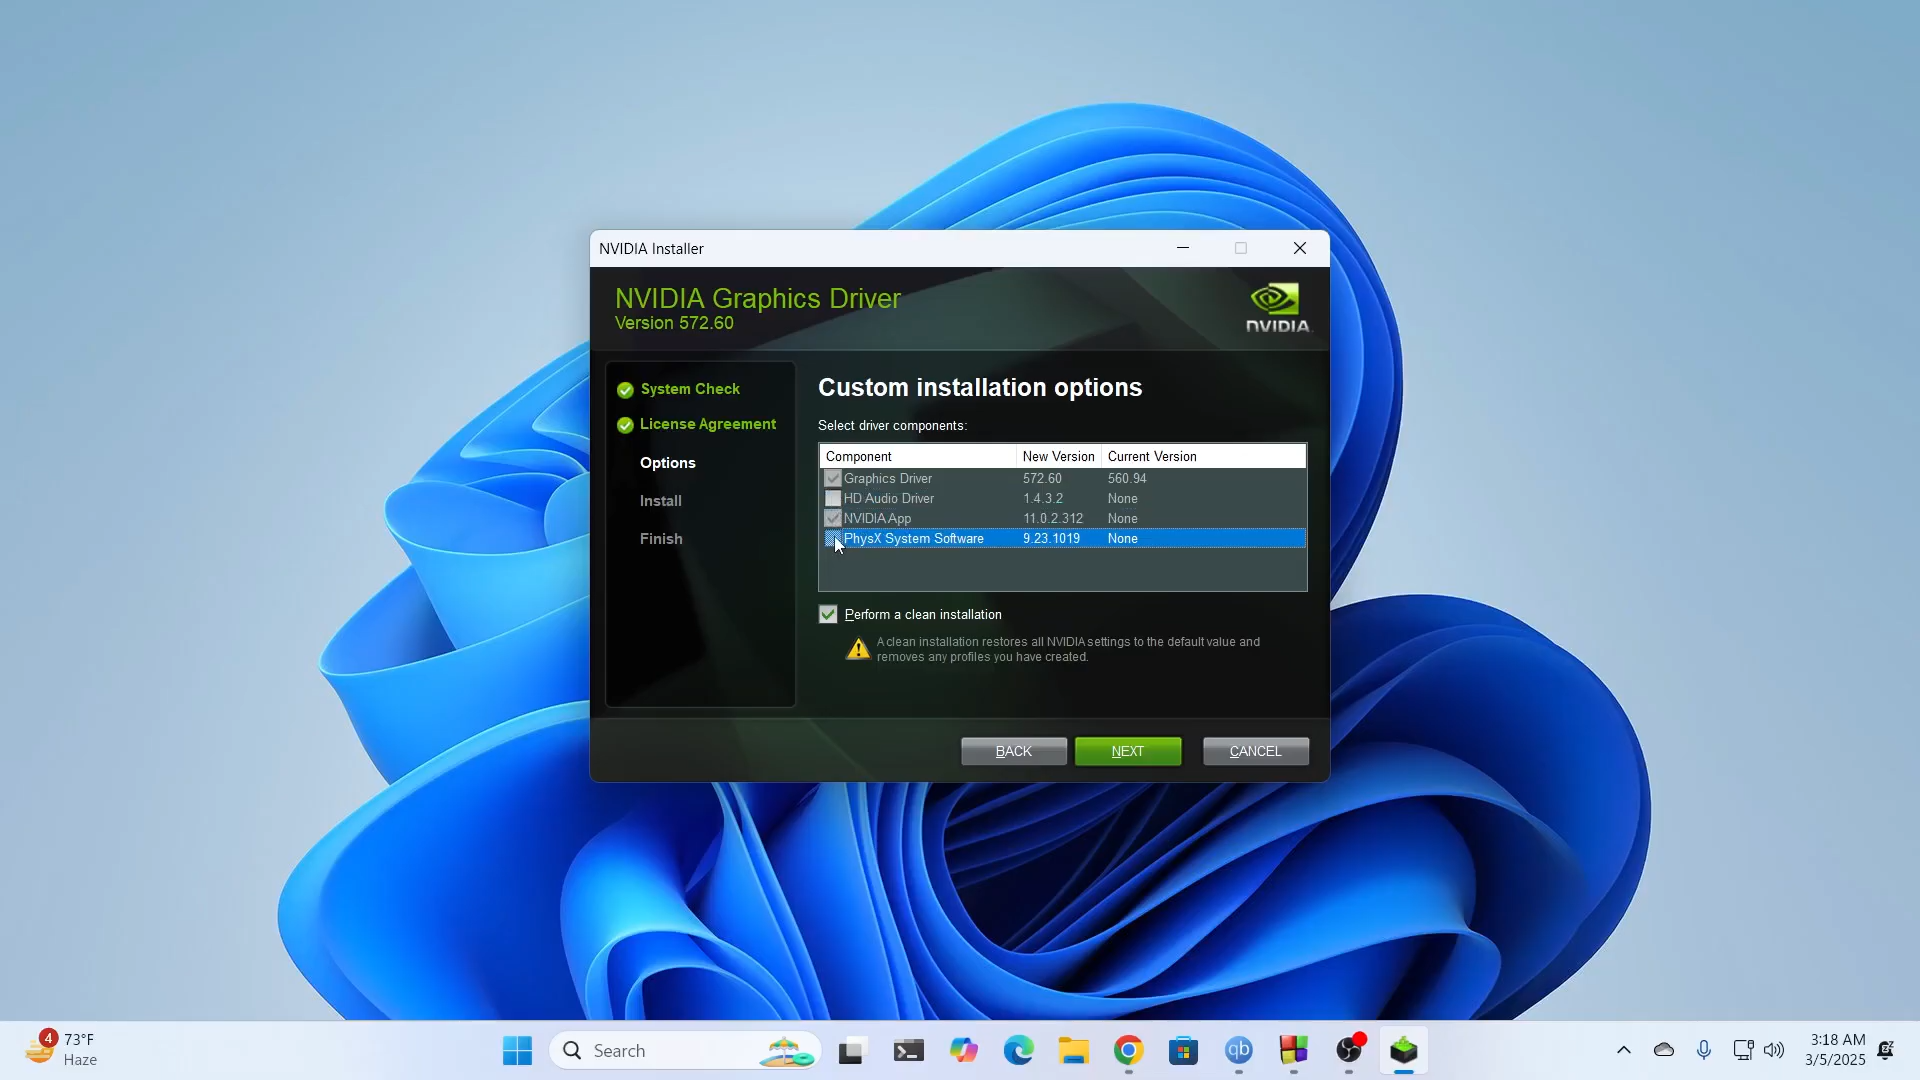 NVIDIA Installer
NVIDIA Graphics Driver
Version 572.60
NVIDIA
System Check
License Agreement
Options
Install
Finish
Custom installation options
Select driver components:
Component New Version Current Version
Graphics Driver 572.60 560.94
HD Audio Driver 1.4.3.2 None
NVIDIA App 11.0.2.312 None
PhysX System Software 9.23.1019 None
Perform a clean installation
A clean installation restores all NVIDIA settings to the default value and
removes any profiles you have created.
BACK NEXT CANCEL
4 73°F
Haze
Search
qb
3:18 AM
3/5/2025